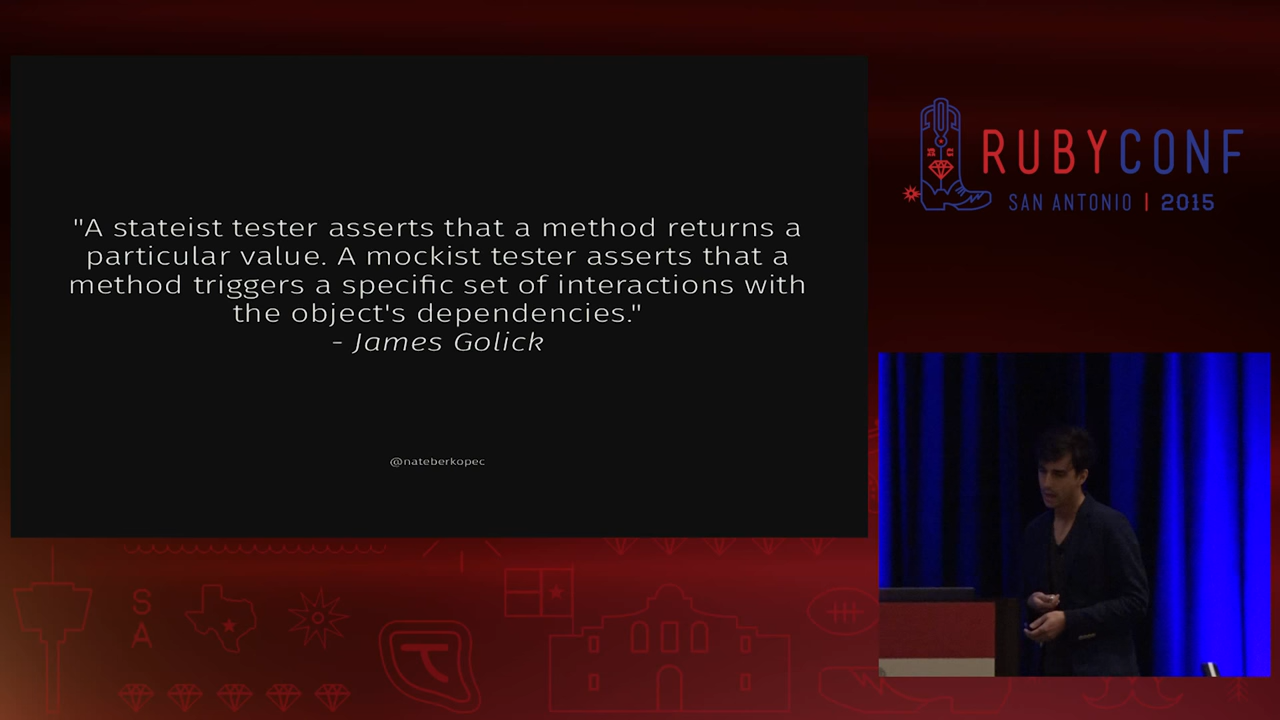 "A stateist tester asserts that a method returns a
particular value. A mockist tester asserts that a
method triggers a specific set of interactions with
the object's dependencies."
- James Golick
@nateberkopec
RUBYCONF
SAN ANTONIO | 2015
S
A